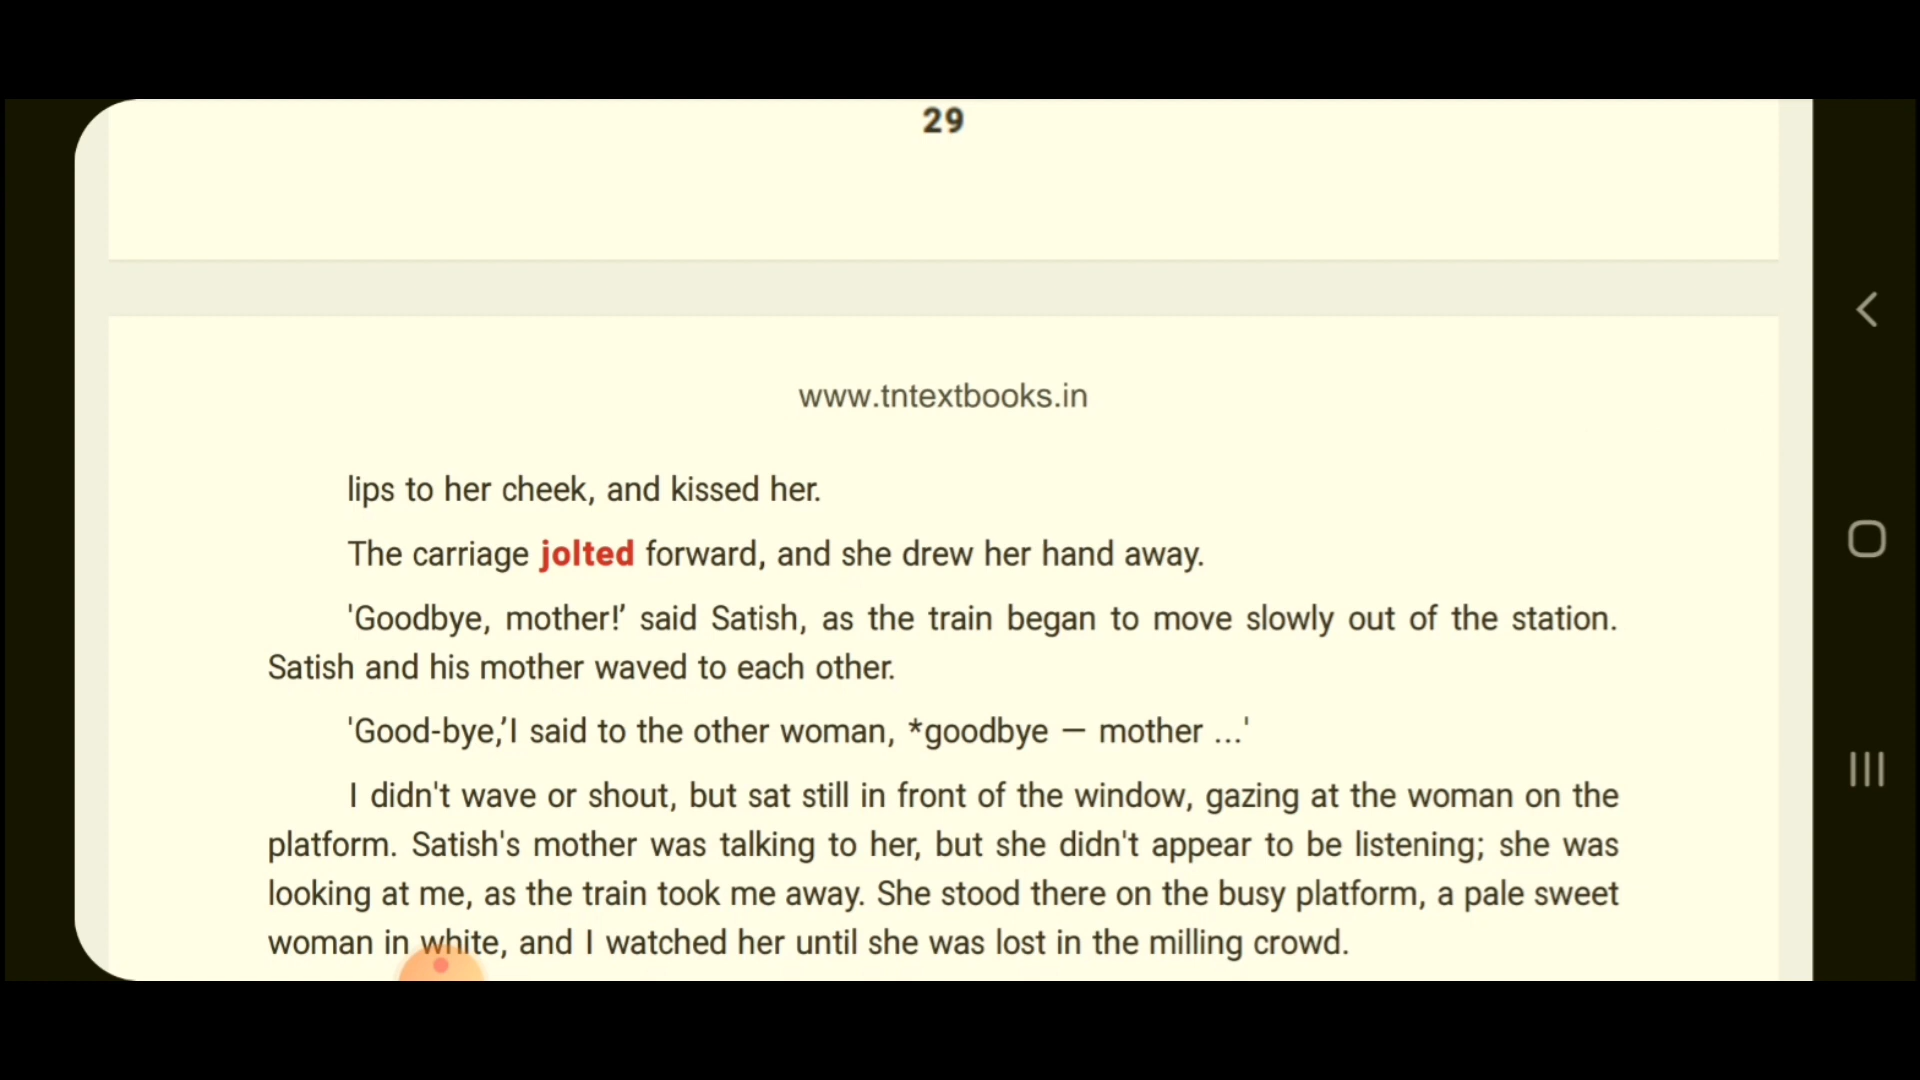 29
www.tntextbooks.in
lips to her cheek, and kissed her.
The carriage jolted forward, and she drew her hand away.
'Goodbye, mother!’ said Satish, as the train began to move slowly out of the station.
Satish and his mother waved to each other.
'Good-bye,’I said to the other woman, *goodbye — mother ...'
I didn't wave or shout, but sat still in front of the window, gazing at the woman on the
platform. Satish's mother was talking to her, but she didn't appear to be listening; she was
looking at me, as the train took me away. She stood there on the busy platform, a pale sweet
woman in white, and I watched her until she was lost in the milling crowd.